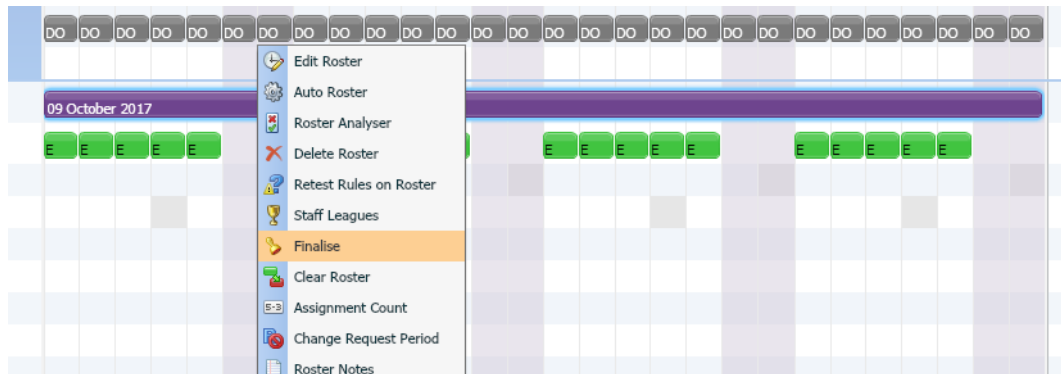 DO DO DO DO DO DO DO DO DO DO DO DO DO DO DO DO DO DO DO DO DO DO DO DO DO DO DO DO
Edit Roster
Auto Roster
09 October 2017
Roster Analyser
E E E E E E E E E E E E E E E
Delete Roster
Retest Rules on Roster
Staff Leagues
Finalise
Clear Roster
5-3 Assignment Count
Change Request Period
Roster Notes